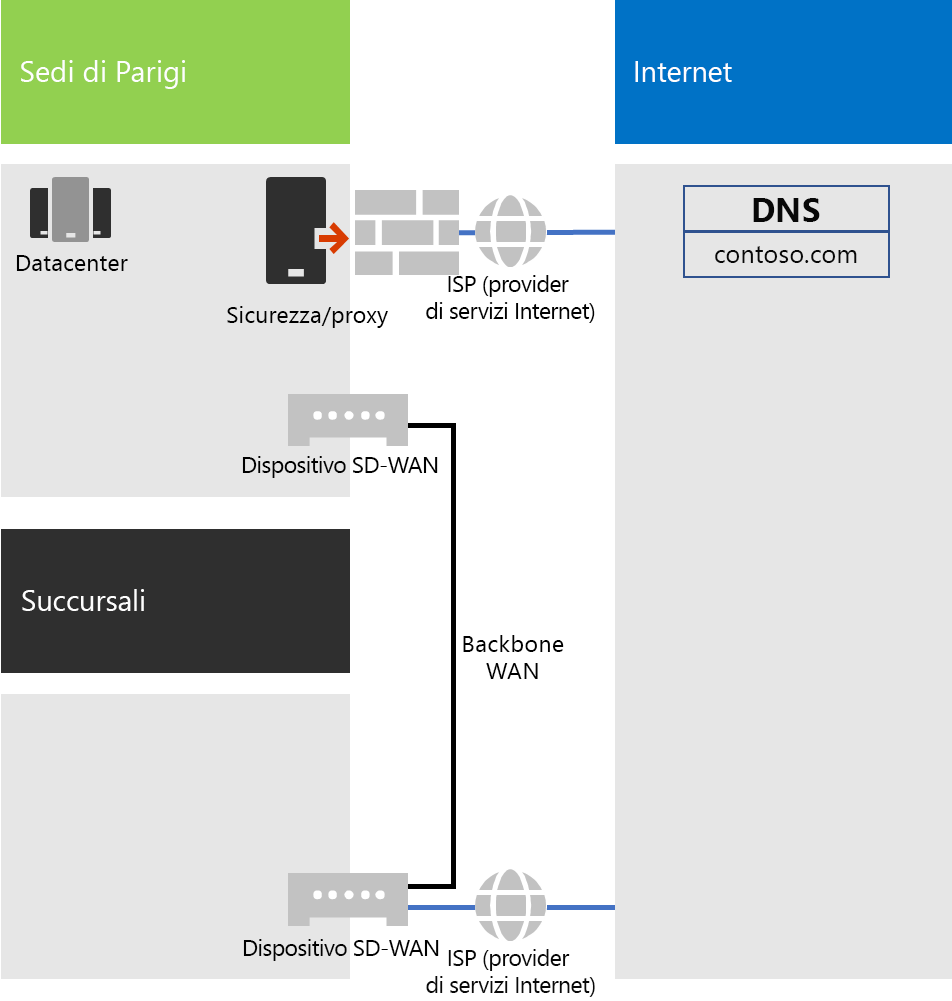 Sedi di Parigi
Internet
Datacenter
Sicurezza/proxy
ISP (provider
di servizi Internet)
DNS
contoso.com
Dispositivo SD-WAN
Succursali
Backbone
WAN
Dispositivo SD-WAN
ISP (provider
di servizi Internet)